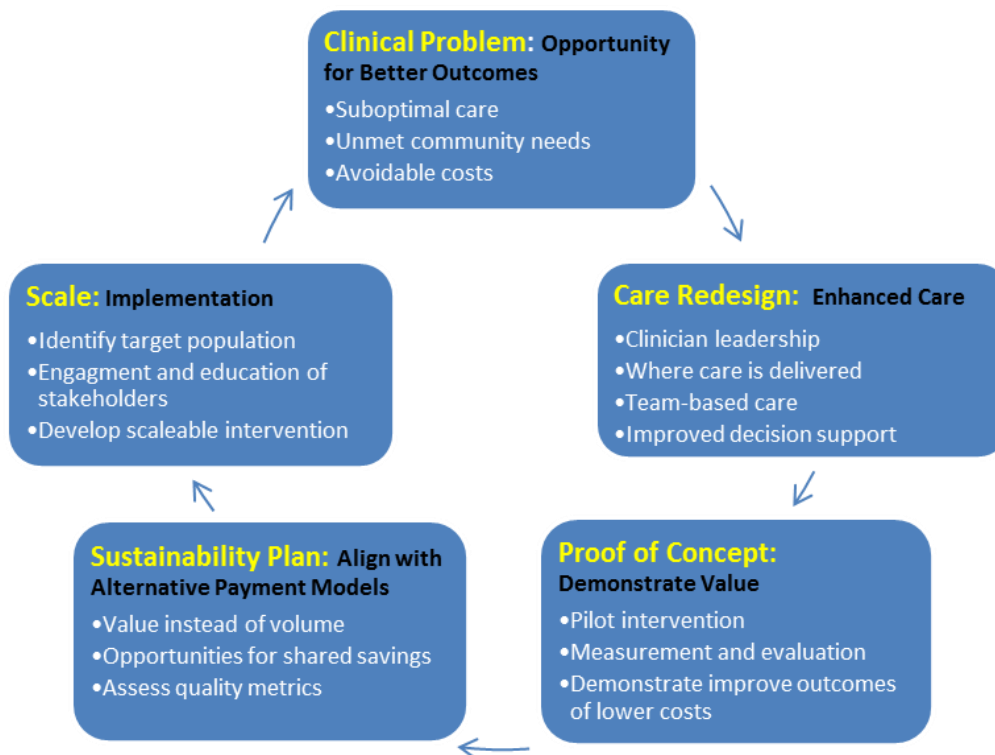 Clinical Problem: Opportunity
for Better Outcomes
•Suboptimal care
•Unmet community needs
•Avoidable costs
Care Redesign: Enhanced Care
•Clinician leadership
•Where care is delivered
•Team-based care
•Improved decision support
Proof of Concept:
Demonstrate Value
•Pilot intervention
•Measurement and evaluation
•Demonstrate improve outcomes
of lower costs
Sustainability Plan: Align with
Alternative Payment Models
•Value instead of volume
•Opportunities for shared savings
•Assess quality metrics
Scale: Implementation
•Identify target population
•Engagment and education of
stakeholders
•Develop scaleable intervention